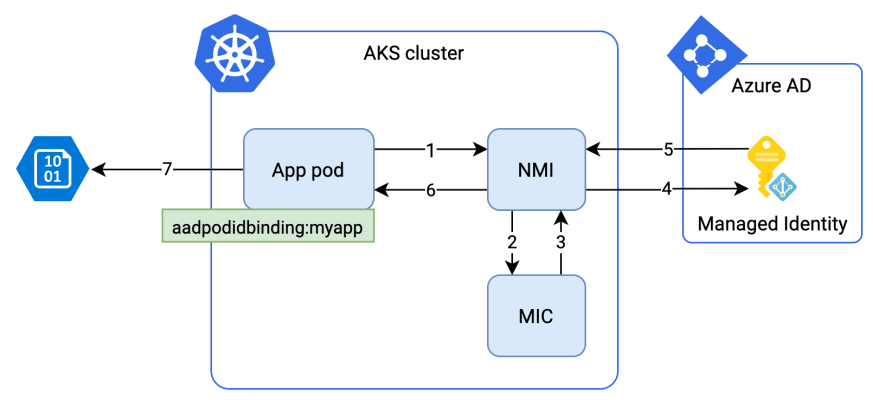 AKS cluster
Azure AD
10
01
7
App pod
1
NMI
5
6
4
aadpodidbinding:myapp
Managed Identity
2
3
MIC